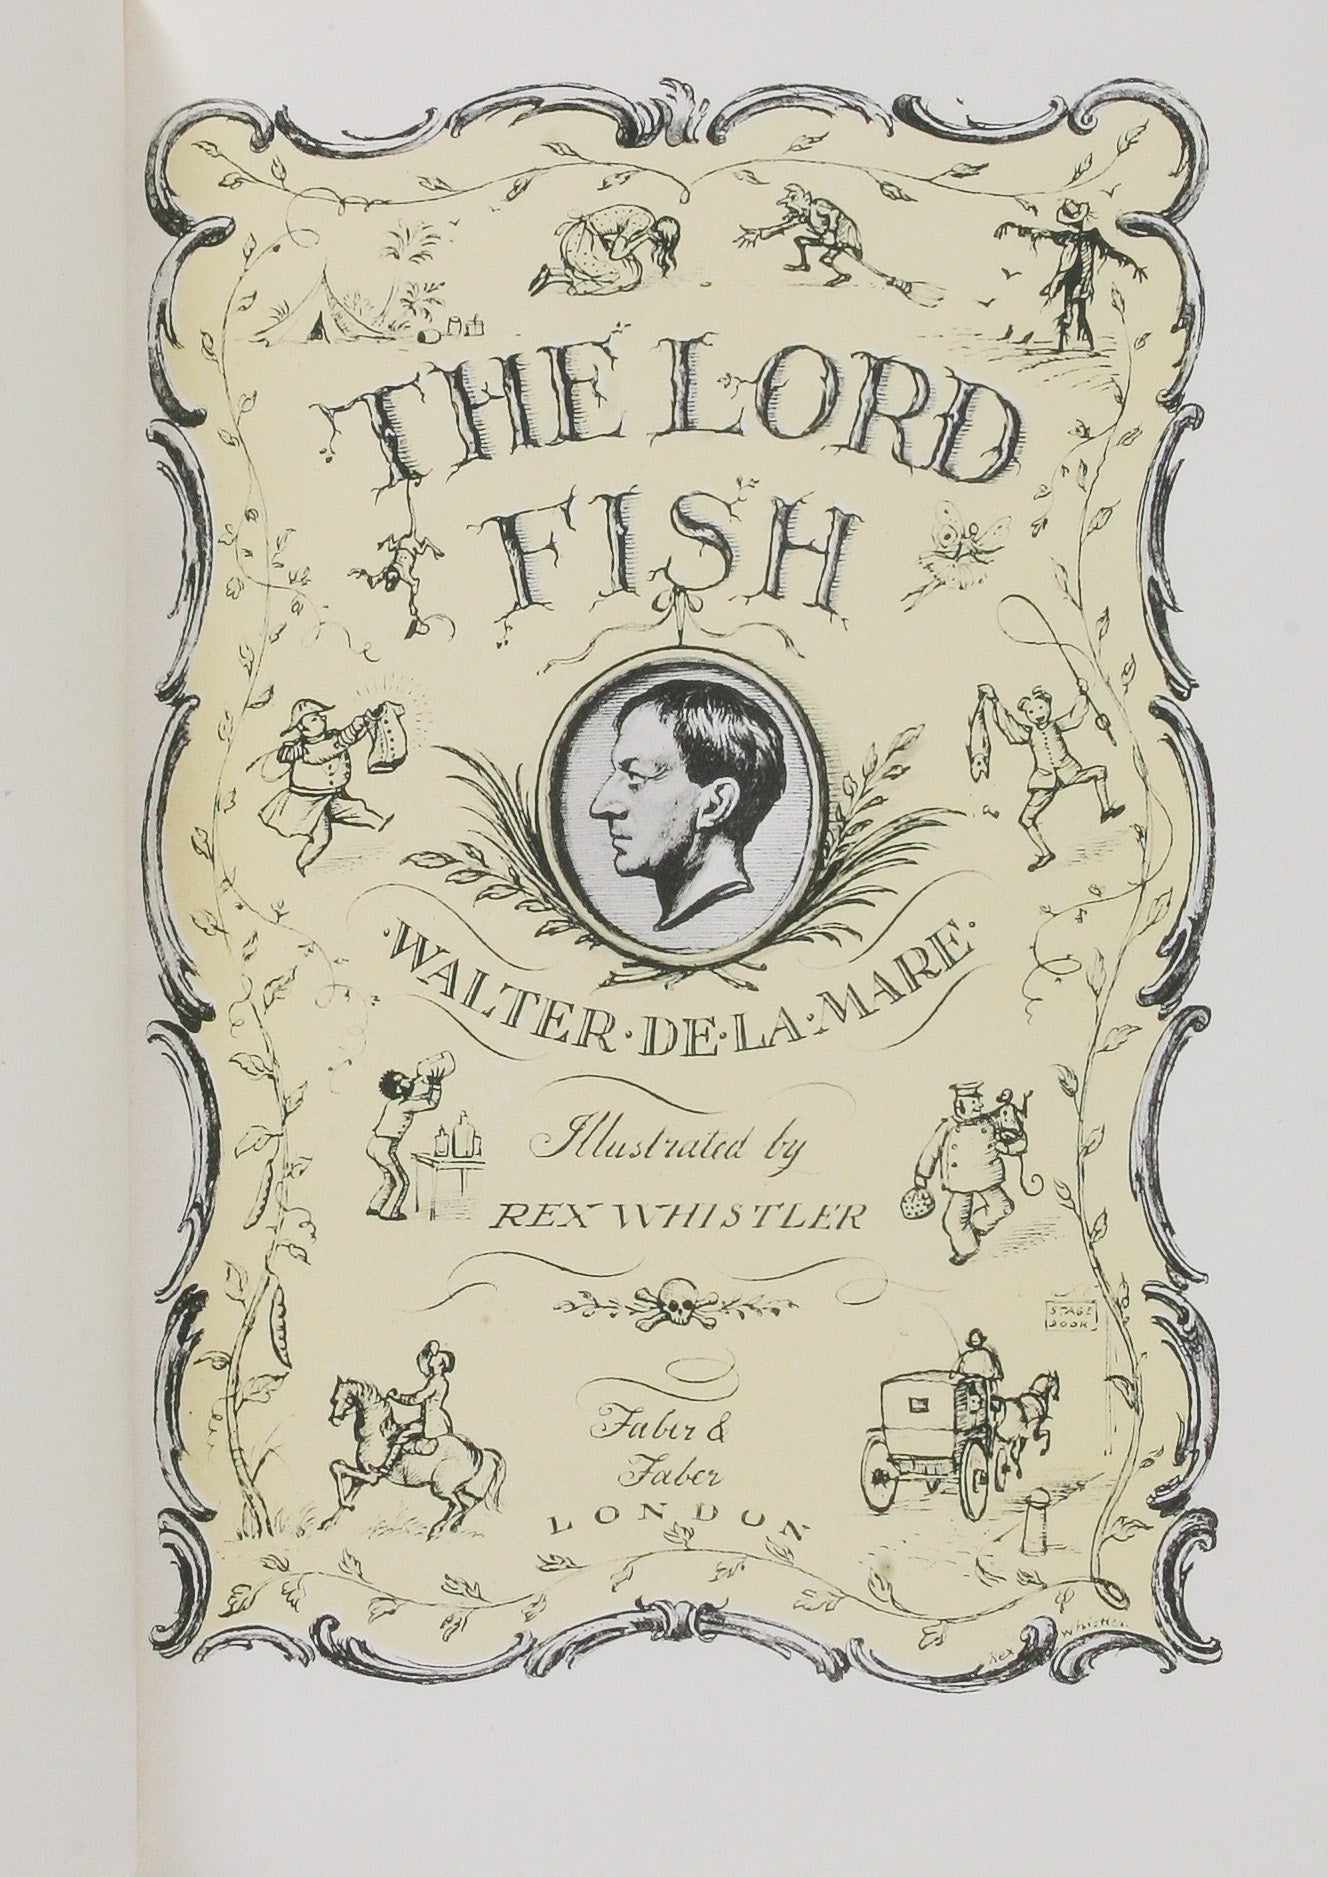 THE LORD
FISH
·WALTER·DE·LA·MARE·
Illustrated by
REX WHISTLER
STAGE
BOOK
Faber &
Faber
LONDON
Rex Whistler